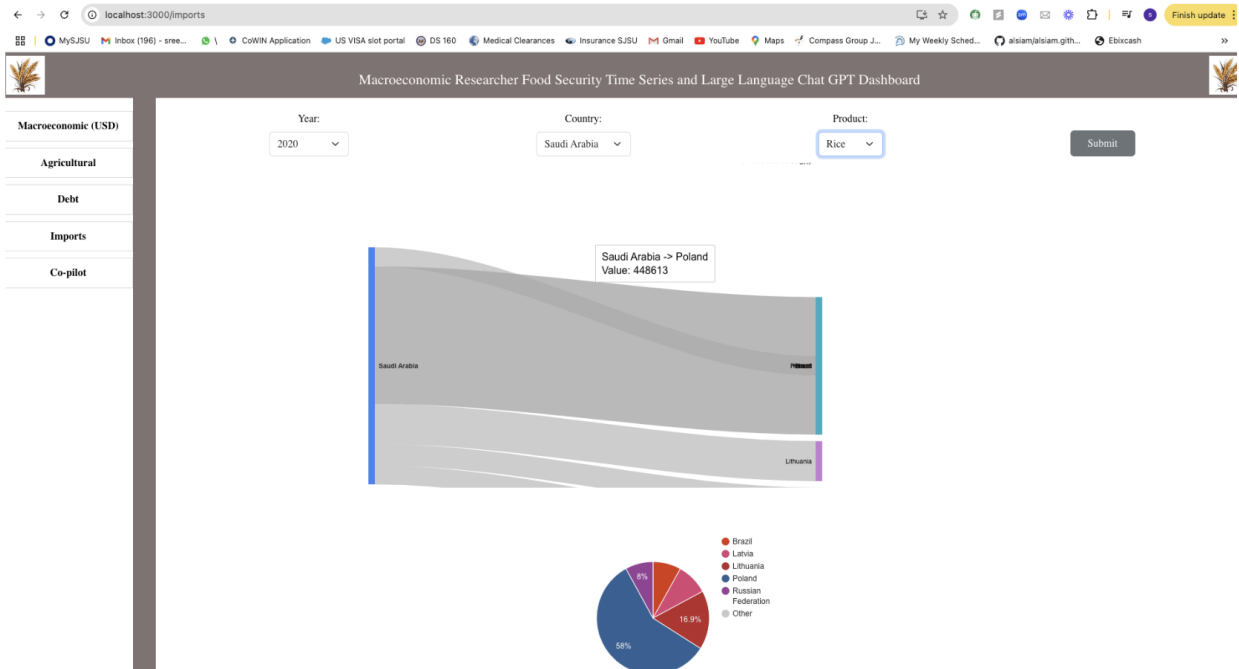 localhost:3000/imports
Finish update
MySJSU
Inbox (196) - sree...
\
CoWIN Application
US VISA slot portal
DS 160
Medical Clearances
Insurance SJSU
Gmail
YouTube
Maps
Compass Group J...
My Weekly Sched...
alsiam/alsiam.gith...
Ebixcash
»
Macroeconomic Researcher Food Security Time Series and Large Language Chat GPT Dashboard
Macroeconomic (USD)
Agricultural
Debt
Imports
Co-pilot
Year:
2020
Country:
Saudi Arabia
Product:
Rice
Submit
Saudi Arabia -> Poland
Value: 448613
Saudi Arabia
Lithuania
Brazil
Latvia
Lithuania
Poland
Russian
Federation
Other
8%
16.9%
58%